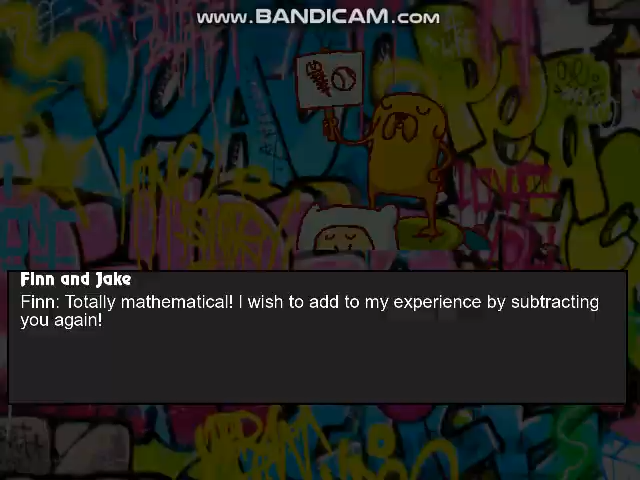 www.BANDICAM.com
Finn and Jake
Finn: Totally mathematical! I wish to add to my experience by subtracting
you again!